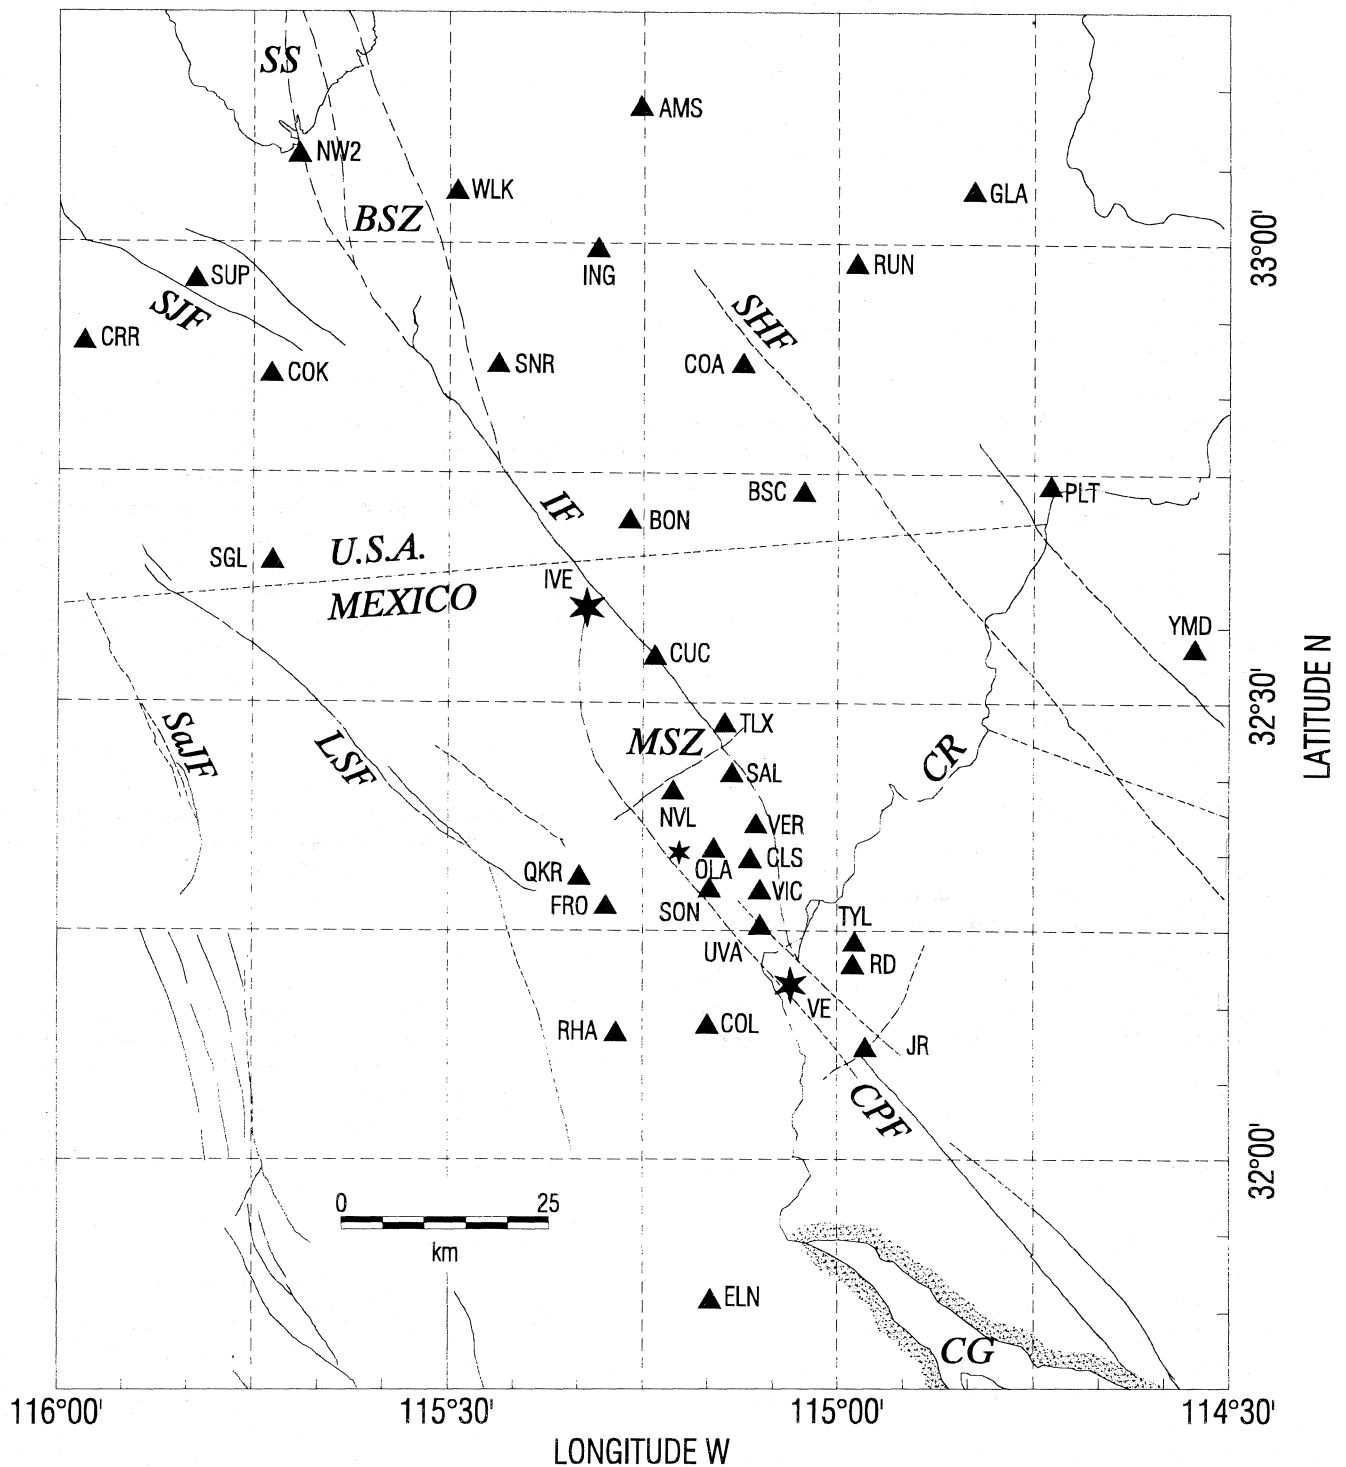 SS
AMS
NW2
WLK
GLA
BSZ
33°00'
ING
RUN
SUP
SJF
SHF
CRR
COK
SNR
COA
BSC
PLT
IF
BON
SGL
U.S.A.
IVE
MEXICO
YMD
CUC
LATITUDE N
32°30'
TLX
MSZ
SaJF
LSF
CR
SAL
NVL
VER
CLS
OLA
QKR
VIC
FRO
SON
TYL
UVA
RD
VE
RHA
COL
JR
CPF
32°00'
0 25
km
ELN
CG
116°00' 115°30' 115°00' 114°30'
LONGITUDE W